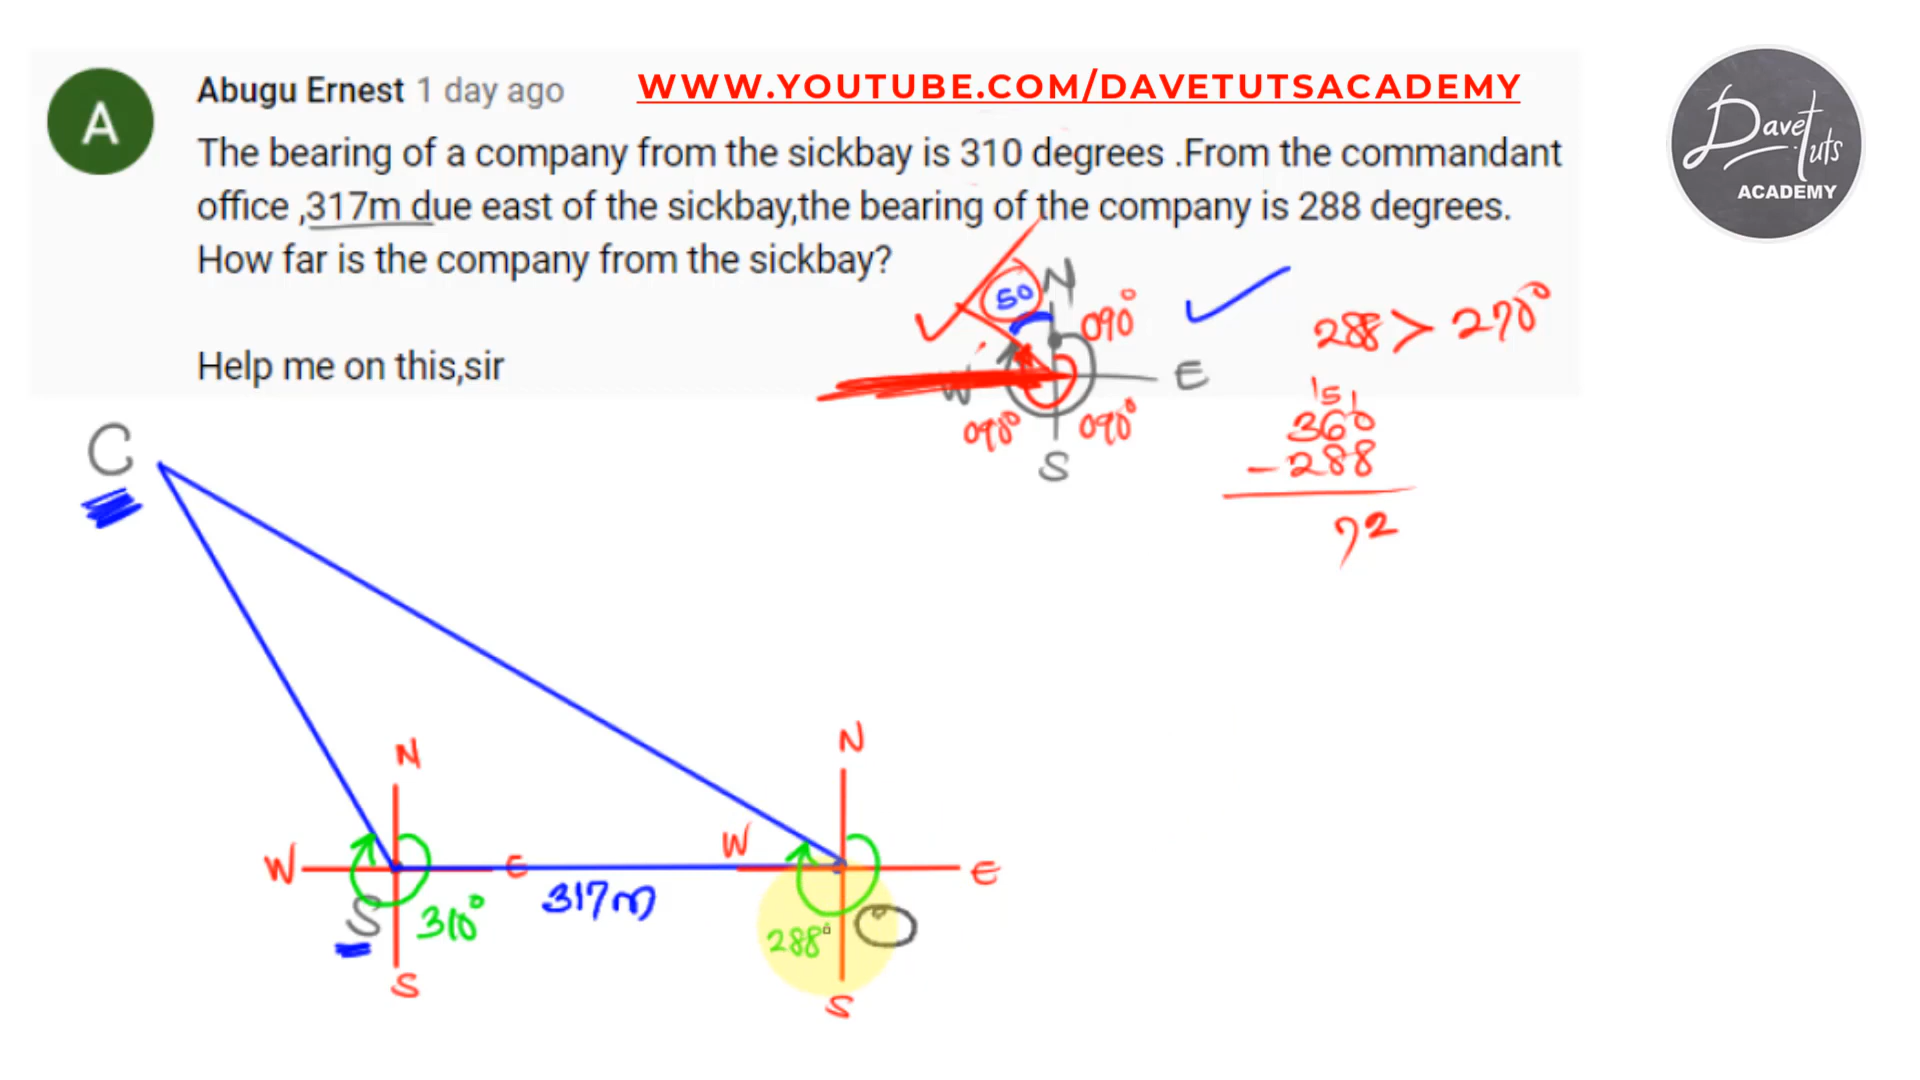 A
Abugu Ernest 1 day ago
WWW.YOUTUBE.COM/DAVETUTSACADEMY
The bearing of a company from the sickbay is 310 degrees .From the commandant
office ,317m due east of the sickbay,the bearing of the company is 288 degrees.
How far is the company from the sickbay?
Help me on this,sir
Dave Tuts
ACADEMY
50
N
090°
W
E
090°
090°
S
288 > 270°
1 5 1
360
- 288
72
C
N
W
E
S
310°
S
317m
N
W
E
288°
O
S